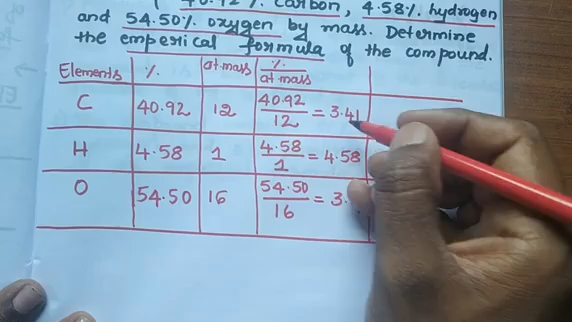 40.92% carbon, 4.58% hydrogen
and 54.50% oxygen by mass. Determine
the emperical formula of the compound.
Elements % at.mass %/at.mass
C 40.92 12 40.92/12 = 3.41
H 4.58 1 4.58/1 = 4.58
O 54.50 16 54.50/16 = 3.